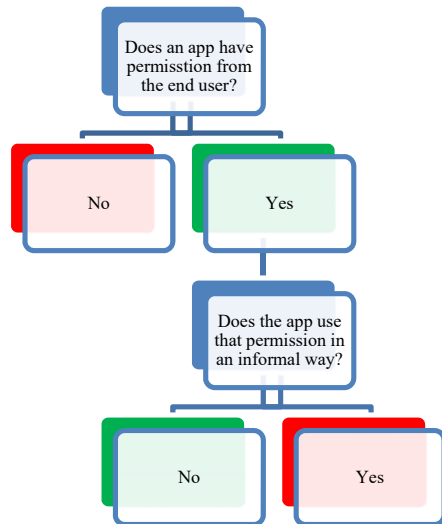 Does an app have
permisstion from
the end user?
No
Yes
Does the app use
that permission in
an informal way?
No
Yes